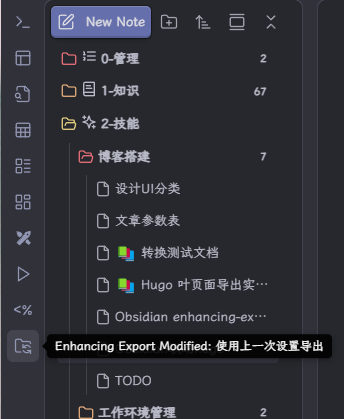 New Note
0-管理 2
1-知识 67
2-技能
博客搭建 7
设计UI分类
文章参数表
转换测试文档
Hugo 叶页面导出实…
Obsidian enhancing-ex…
<%
Enhancing Export Modified: 使用上一次设置导出
TODO
工作环境管理 2